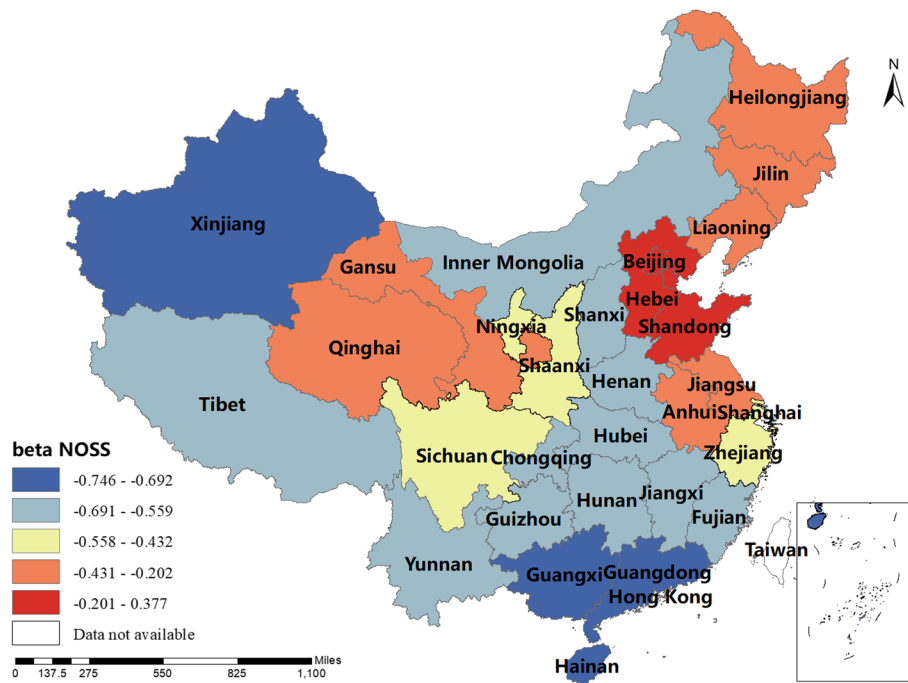 N
Heilongjiang
Jilin
Liaoning
Xinjiang
Gansu
Inner Mongolia
Beijing
Hebei
Shanxi
Shandong
Ningxia
Qinghai
Shaanxi
Henan
Jiangsu
Tibet
Anhui
Shanghai
Hubei
Zhejiang
Sichuan
Chongqing
Hunan
Jiangxi
Guizhou
Fujian
Yunnan
Taiwan
Guangxi
Guangdong
Hong Kong
Hainan
beta NOSS
-0.746 - -0.692
-0.691 - -0.559
-0.558 - -0.432
-0.431 - -0.202
-0.201 - 0.377
Data not available
Miles
0 137.5 275 550 825 1,100